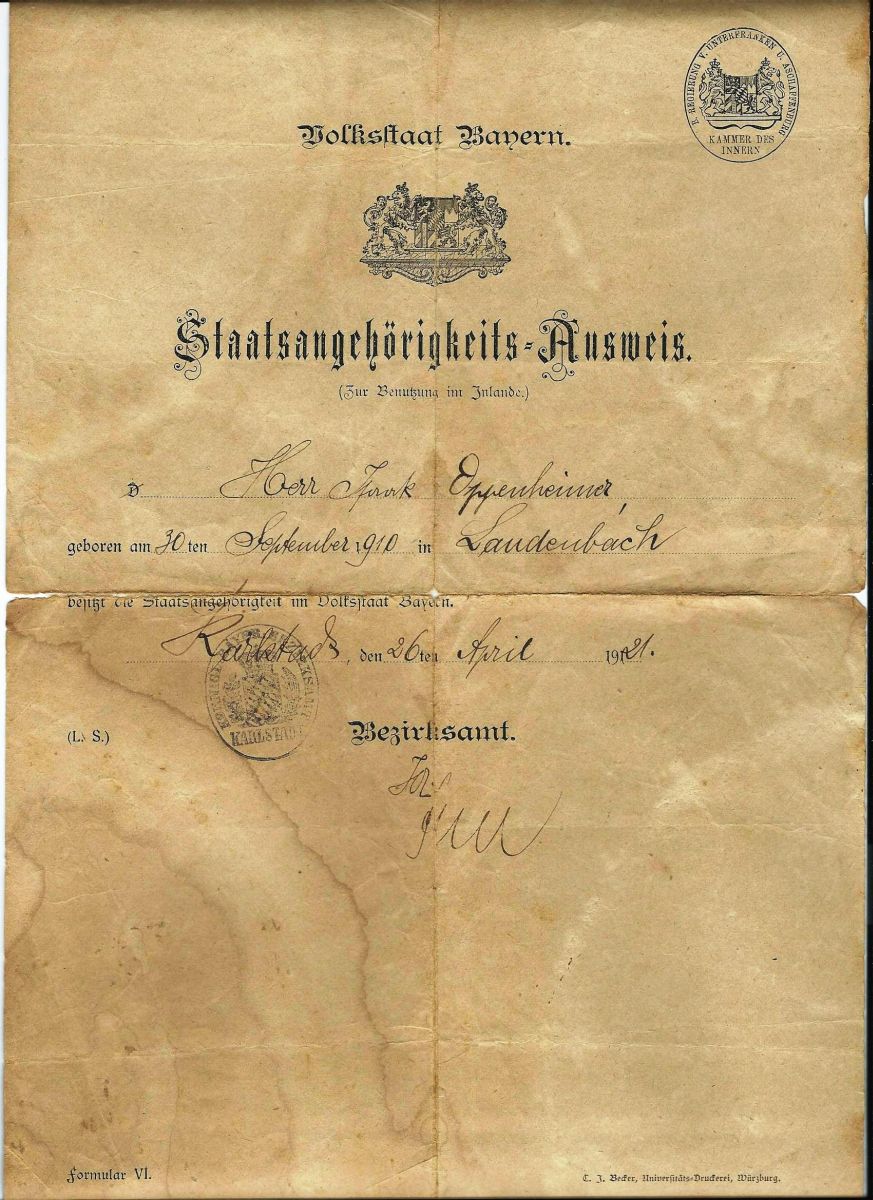 K. REGIERUNG V. UNTERFRANKEN U. ASCHAFFENBURG
KAMMER DES
INNERN
Volksstaat Bayern.
Staatsangehörigkeits-Ausweis.
(Zur Benutzung im Inlande.)
D Herr Isaak Oppenheimer,
geboren am 30ten September 1910 in Laudenbach
besitzt die Staatsangehörigkeit im Volksstaat Bayern.
Karlstadt, den 26ten April 1921.
KARLSTADT
(L. S.)
Bezirksamt.
Formular VI.
C. J. Becker, Universitäts-Druckerei, Würzburg.